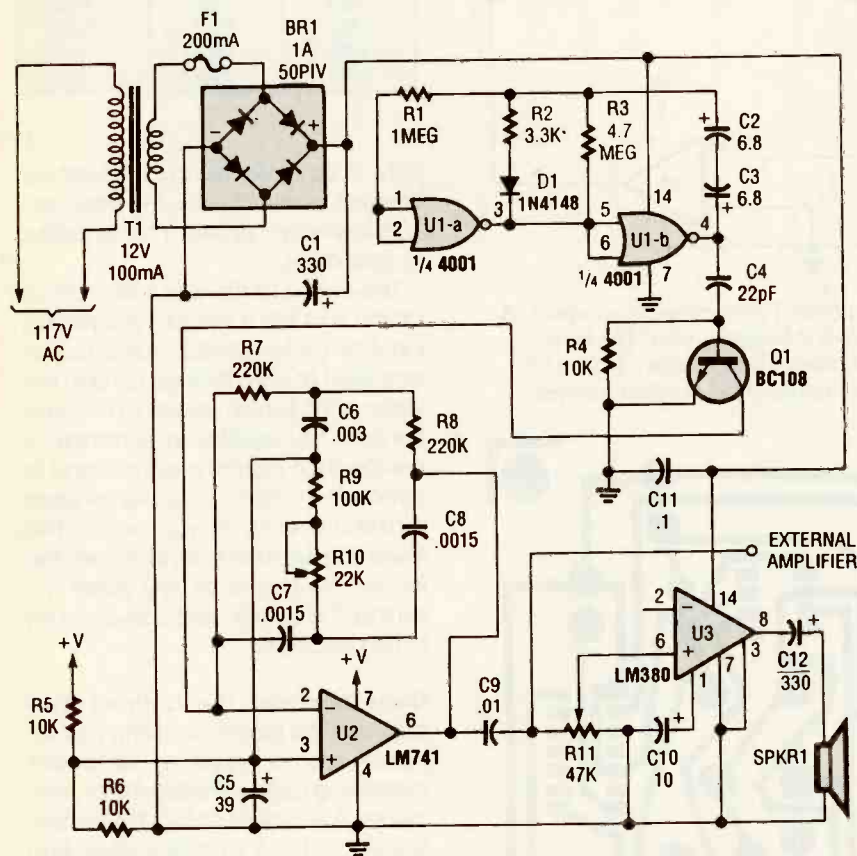 F1
200mA
BR1
1A
50PIV
−
+
T1
12V
100mA
117V
AC
C1
330
+
R1
1MEG
R2
3.3K
R3
4.7
MEG
+
C2
6.8
C3
6.8
+
D1
1N4148
1
2
U1-a
3
1/4 4001
5
6
U1-b
14
4
7
1/4 4001
C4
22pF
R4
10K
Q1
BC108
R7
220K
C6
.003
R8
220K
R9
100K
R10
22K
C8
.0015
C7
.0015
C11
.1
EXTERNAL
AMPLIFIER
+V
R5
10K
R6
10K
C5
39
+
+V
2
−
7
U2
6
3
+
4
LM741
C9
.01
R11
47K
2
−
14
U3
8
6
+
3
7
1
LM380
C10
10
+
C12
330
+
SPKR1